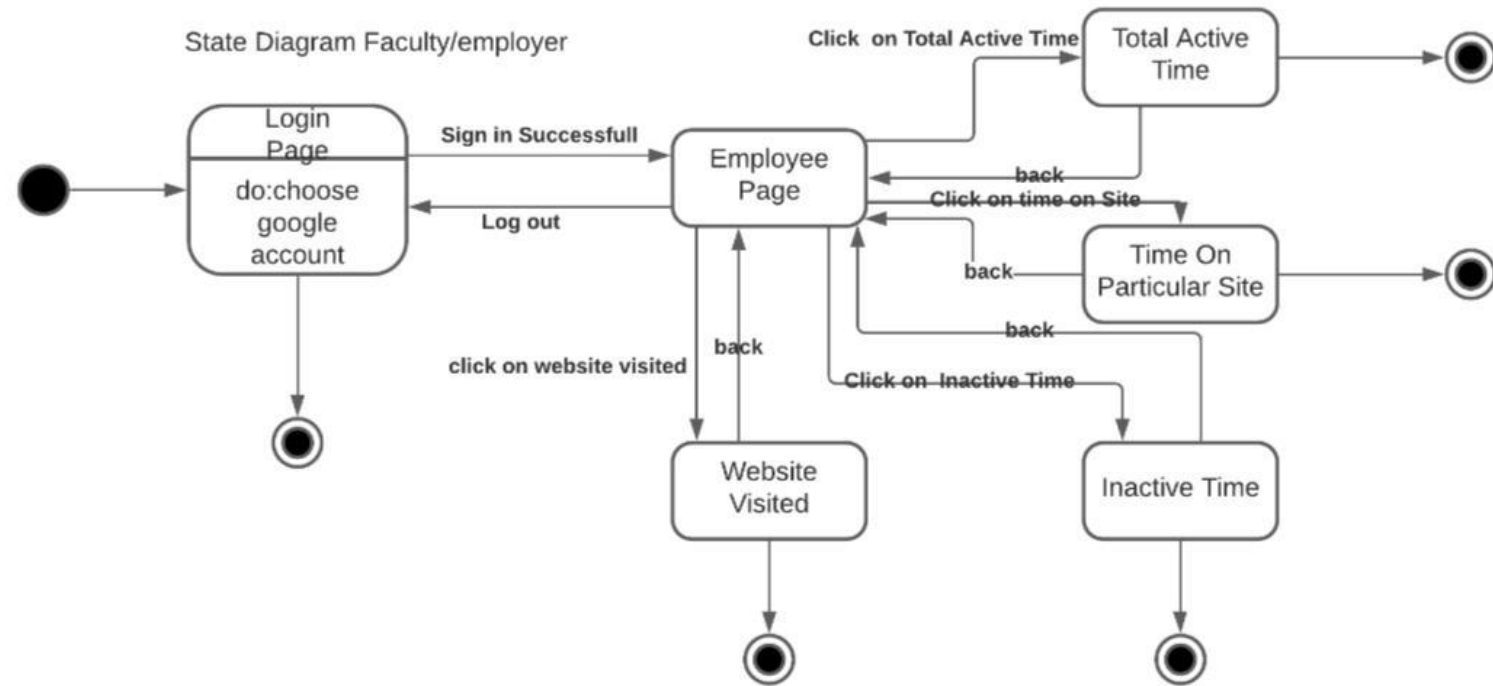 State Diagram Faculty/employer
Click  on Total Active Time
Total Active
Time
Login
Page
do:choose
google
account
Sign in Successfull
Log out
Employee
Page
back
Click on time on Site
back
Time On
Particular Site
back
click on website visited
back
Click on  Inactive Time
Website
Visited
Inactive Time